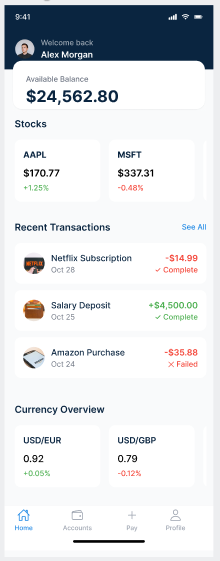 9:41
Welcome back
Alex Morgan
Available Balance
$24,562.80
Stocks
AAPL
$170.77
+1.25%
MSFT
$337.31
-0.48%
Recent Transactions
See All
NETFLIX
Netflix Subscription
Oct 28
-$14.99
✓ Complete
Salary Deposit
Oct 25
+$4,500.00
✓ Complete
Amazon Purchase
Oct 24
-$35.88
✕ Failed
Currency Overview
USD/EUR
0.92
+0.05%
USD/GBP
0.79
-0.12%
Home
Accounts
Pay
Profile